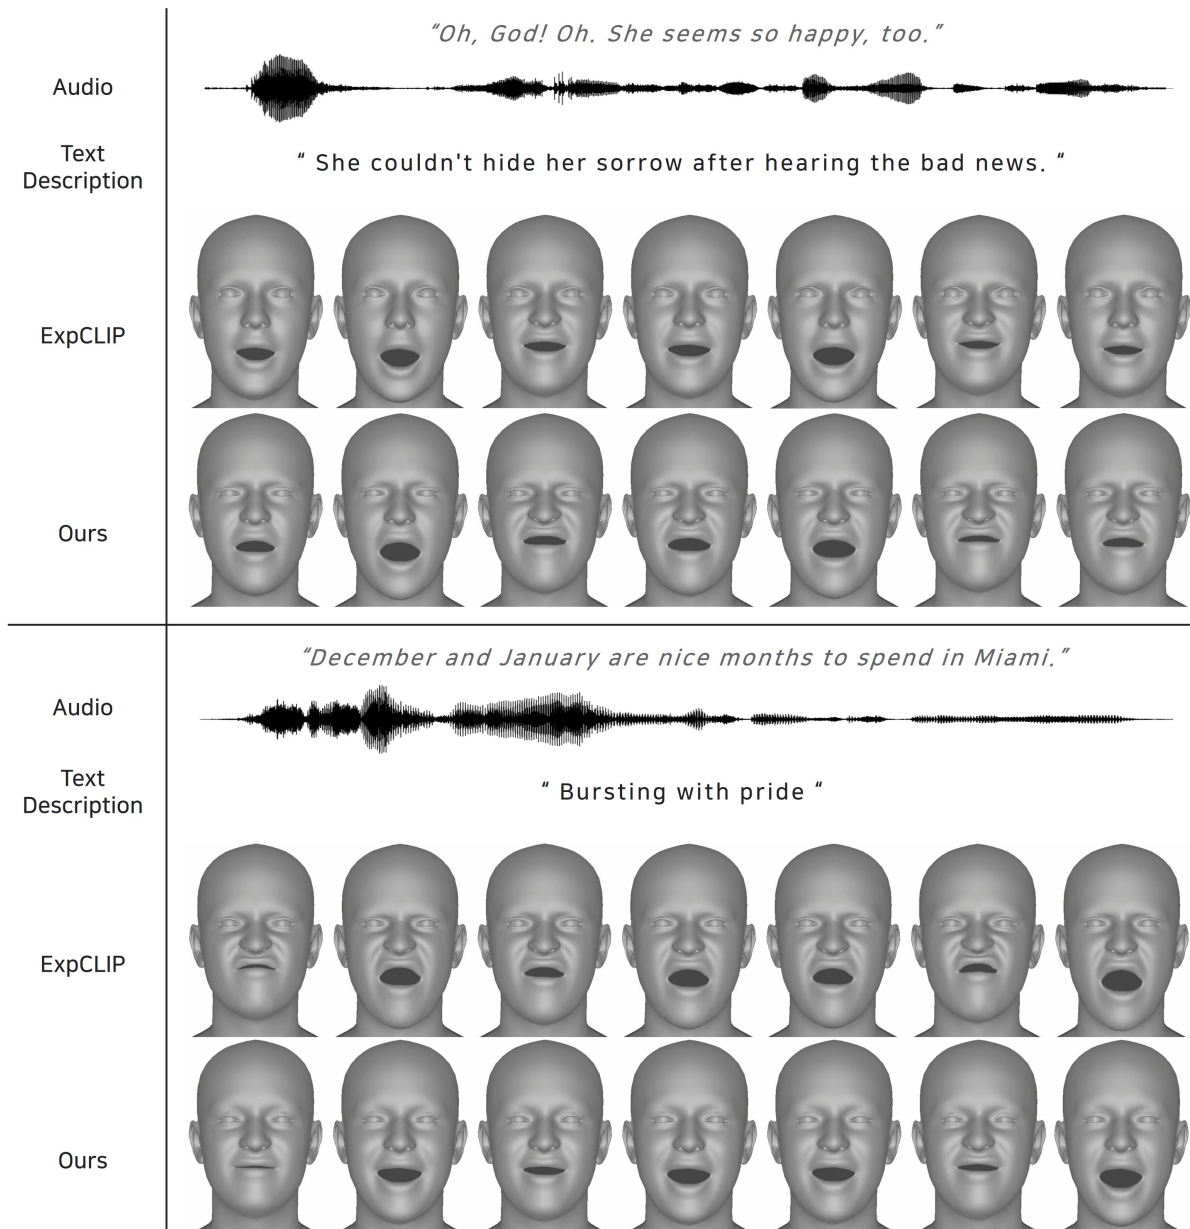 “Oh, God! Oh. She seems so happy, too.”
Audio
Text
Description
“ She couldn't hide her sorrow after hearing the bad news. “
ExpCLIP
Ours
“December and January are nice months to spend in Miami.”
Audio
Text
Description
“ Bursting with pride “
ExpCLIP
Ours